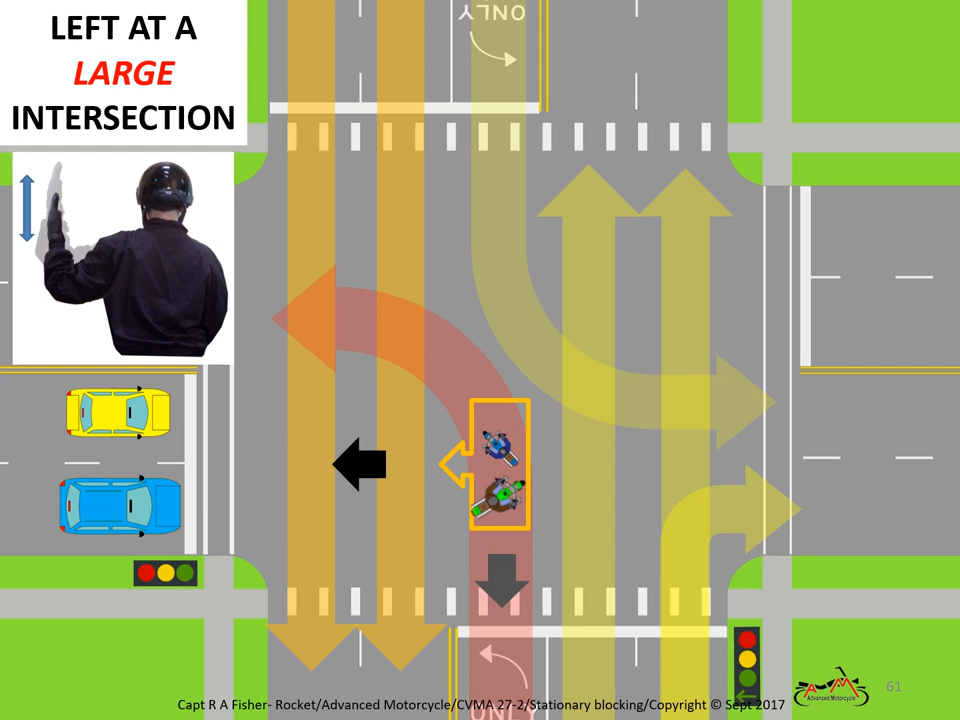 LEFT AT A
LARGE
INTERSECTION
ONLY
ONLY
Advanced Motorcycle
61
Capt R A Fisher- Rocket/Advanced Motorcycle/CVMA 27-2/Stationary blocking/Copyright © Sept 2017